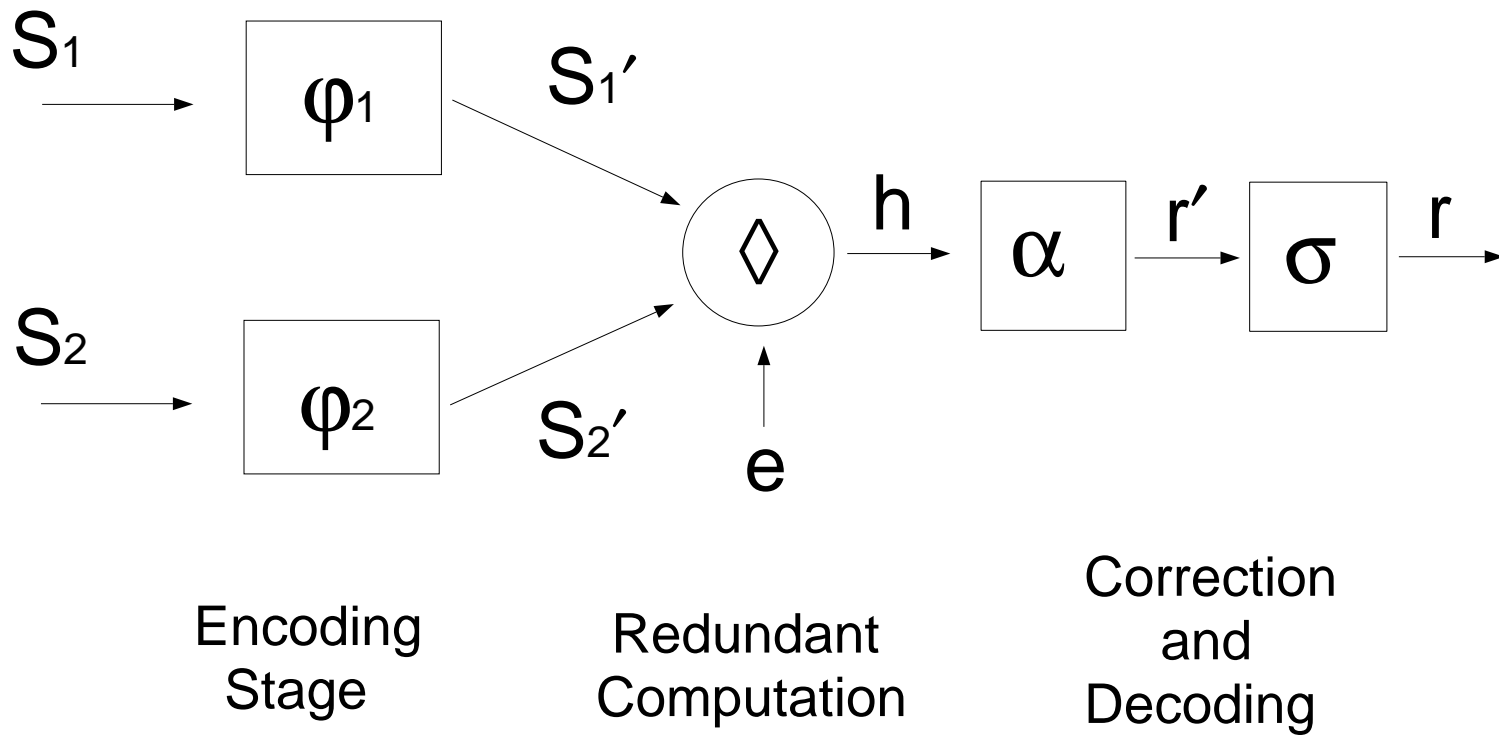 S₁
φ₁
S₁′
S₂
φ₂
S₂′
◊
e
h
α
r′
σ
r
Encoding
Stage
Redundant
Computation
Correction
and
Decoding